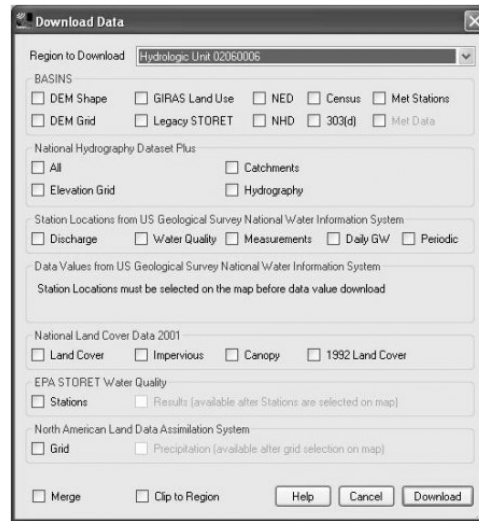 Download Data
Region to Download Hydrologic Unit 02060006
BASINS
DEM Shape GIRAS Land Use NED Census Met Stations
DEM Grid Legacy STORET NHD 303(d) Met Data
National Hydrography Dataset Plus
All Catchments
Elevation Grid Hydrography
Station Locations from US Geological Survey National Water Information System
Discharge Water Quality Measurements Daily GW Periodic
Data Values from US Geological Survey National Water Information System
Station Locations must be selected on the map before data value download
National Land Cover Data 2001
Land Cover Impervious Canopy 1992 Land Cover
EPA STORET Water Quality
Stations Results (available after Stations are selected on map)
North American Land Data Assimilation System
Grid Precipitation (available after grid selection on map)
Merge Clip to Region Help Cancel Download